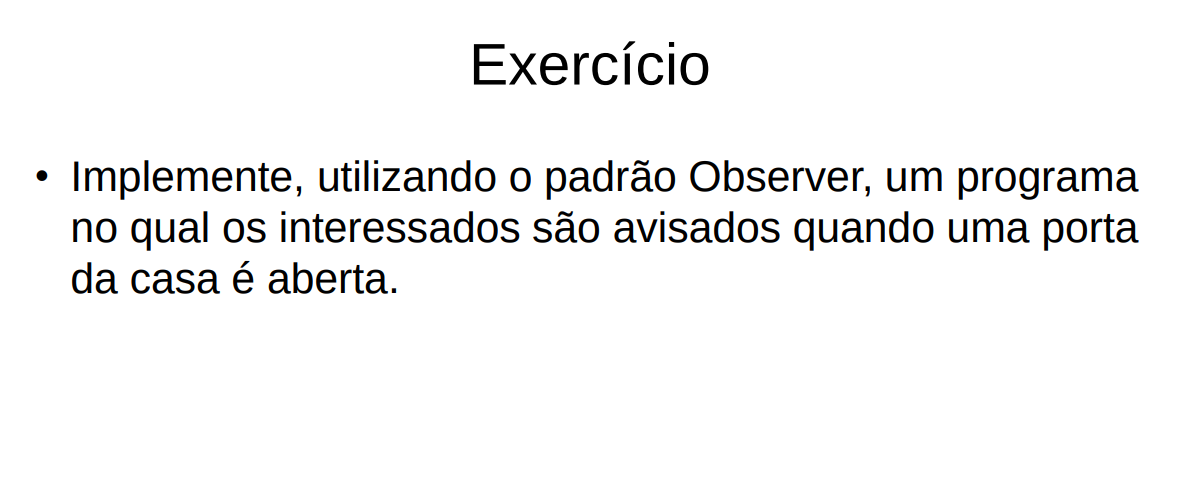 Exercício
• Implemente, utilizando o padrão Observer, um programa
no qual os interessados são avisados quando uma porta
da casa é aberta.